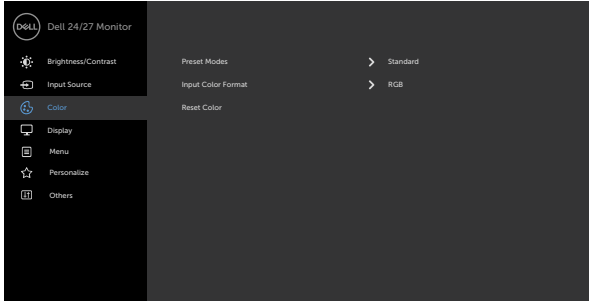 DELL Dell 24/27 Monitor
Brightness/Contrast Preset Modes Standard
Input Source Input Color Format RGB
Color Reset Color
Display
Menu
Personalize
Others